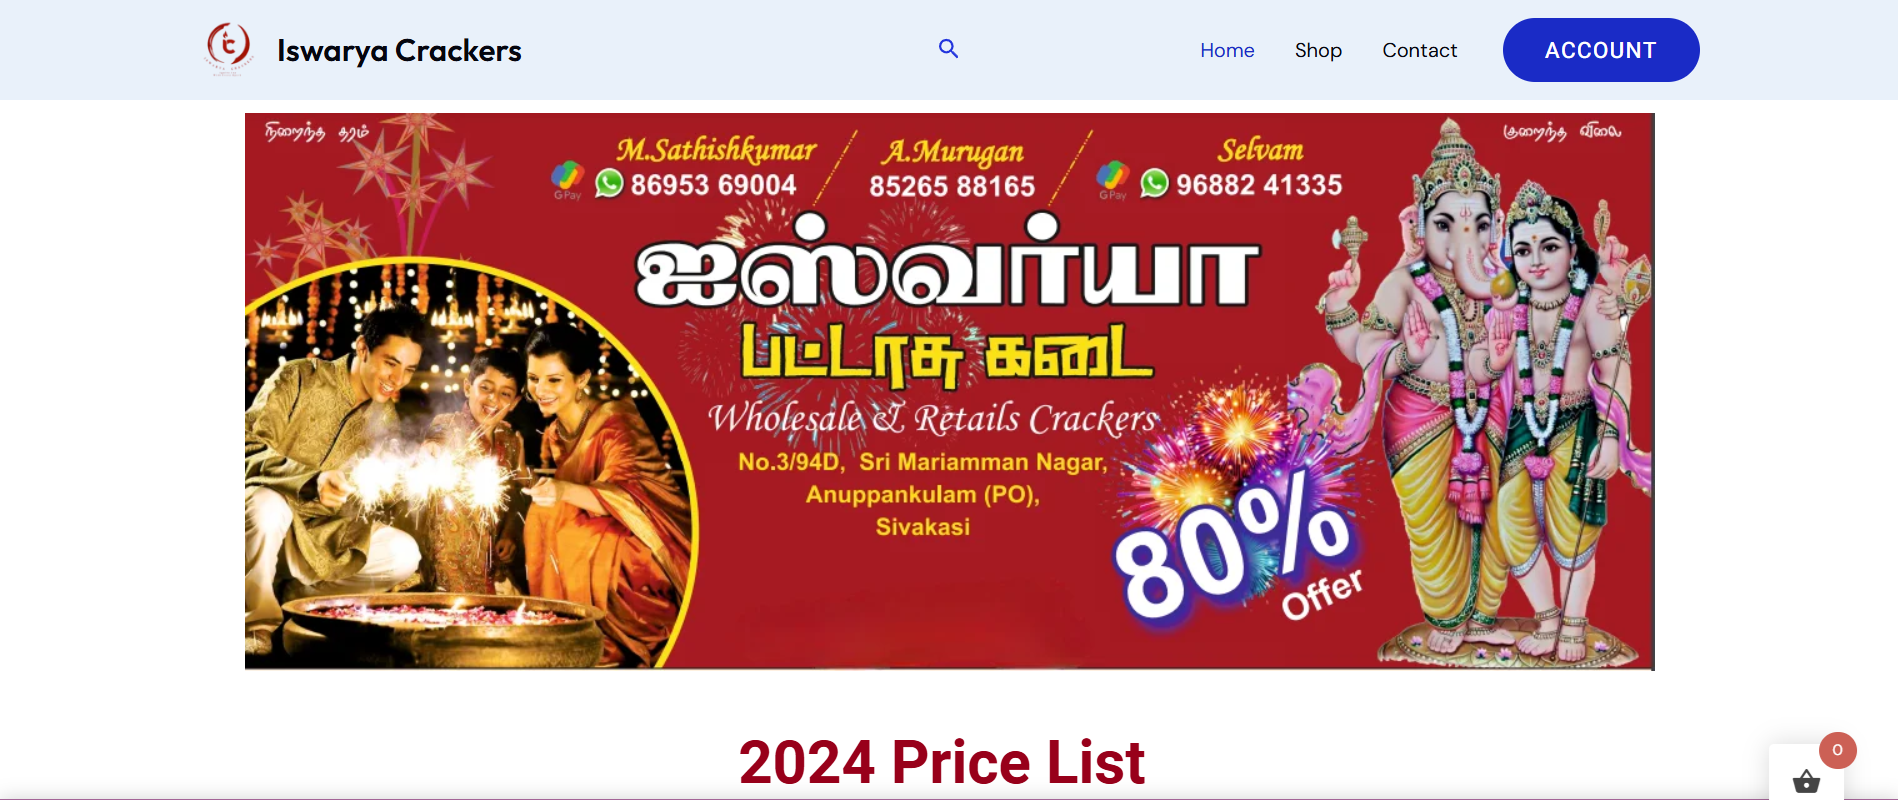 Iswarya Crackers
Home
Shop
Contact
ACCOUNT
நிறைந்த தரம்
குறைந்த விலை
M.Sathishkumar
G Pay
86953 69004
A.Murugan
85265 88165
Selvam
G Pay
96882 41335
ஐஸ்வர்யா
பட்டாசு கடை
Wholesale & Retails Crackers
No.3/94D, Sri Mariamman Nagar,
Anuppankulam (PO),
Sivakasi
80%
Offer
2024 Price List
0